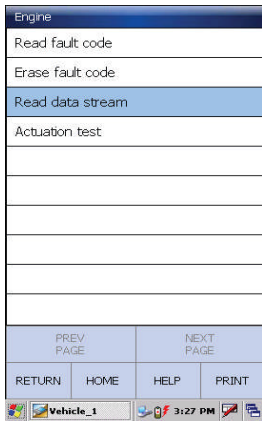 Engine
Read fault code
Erase fault code
Read data stream
Actuation test
PREV PAGE
NEXT PAGE
RETURN
HOME
HELP
PRINT
Vehicle_1
3:27 PM